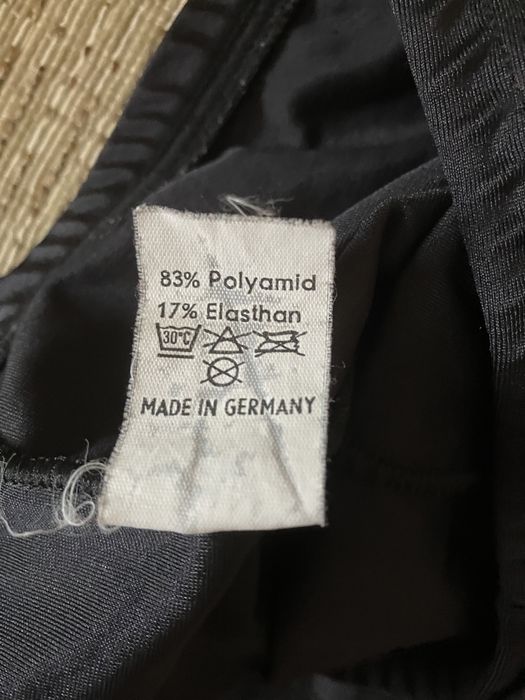 83% Polyamid
17% Elasthan
30°C
MADE IN GERMANY